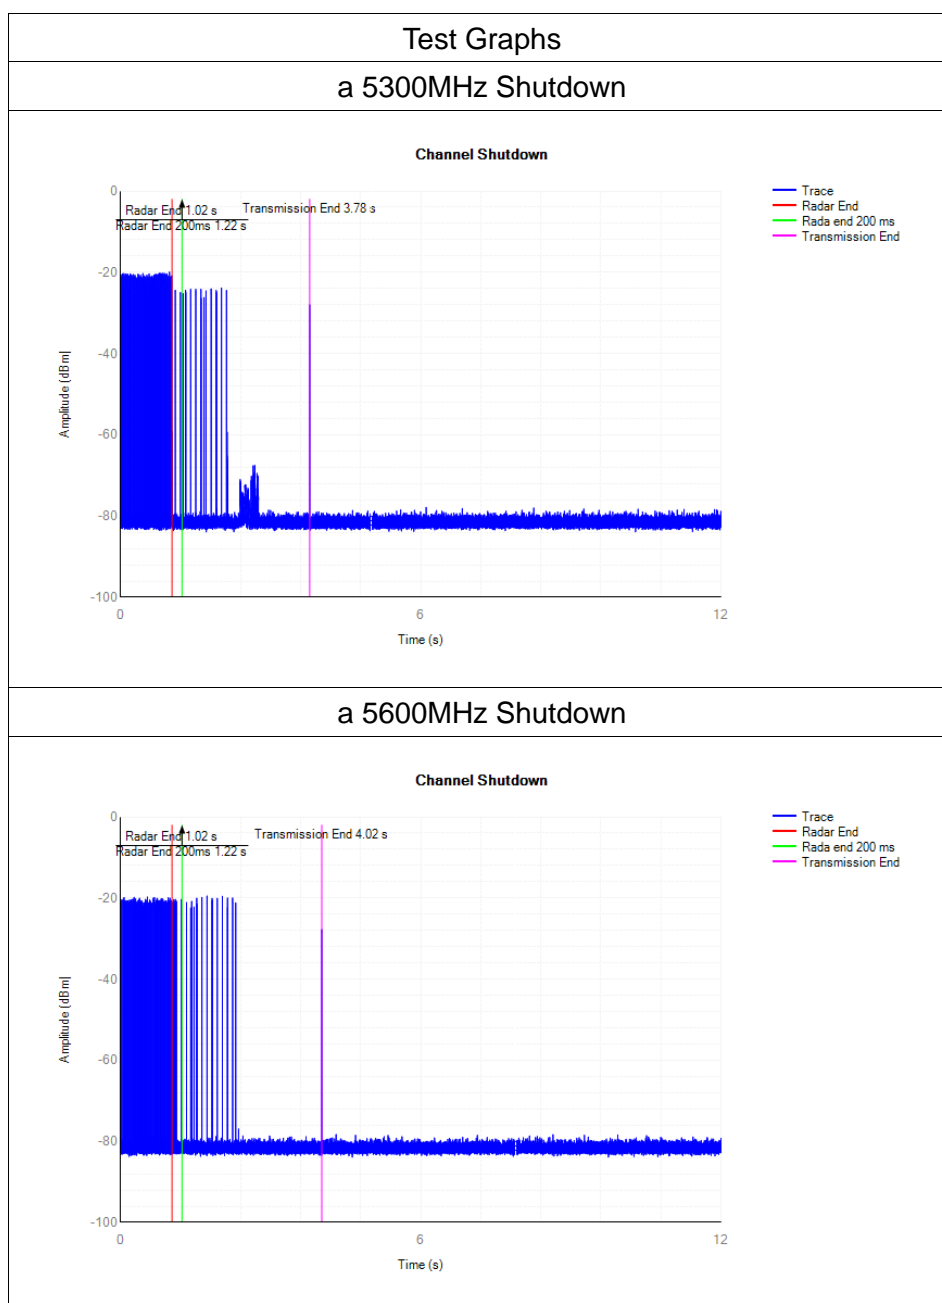 Test Graphs
a 5300MHz Shutdown
Channel Shutdown
0
-20
-40
-60
-80
-100
Amplitude (dBm|
Radar End 1.02 s
Radar End 200ms 1.22 s
Transmission End 3.78 s
Trace
Radar End
Rada end 200 ms
Transmission End
0
6
12
Time (s)
a 5600MHz Shutdown
Channel Shutdown
0
-20
-40
-60
-80
-100
Amplitude (dBm|
Radar End 1.02 s
Radar End 200ms 1.22 s
Transmission End 4.02 s
Trace
Radar End
Rada end 200 ms
Transmission End
0
6
12
Time (s)